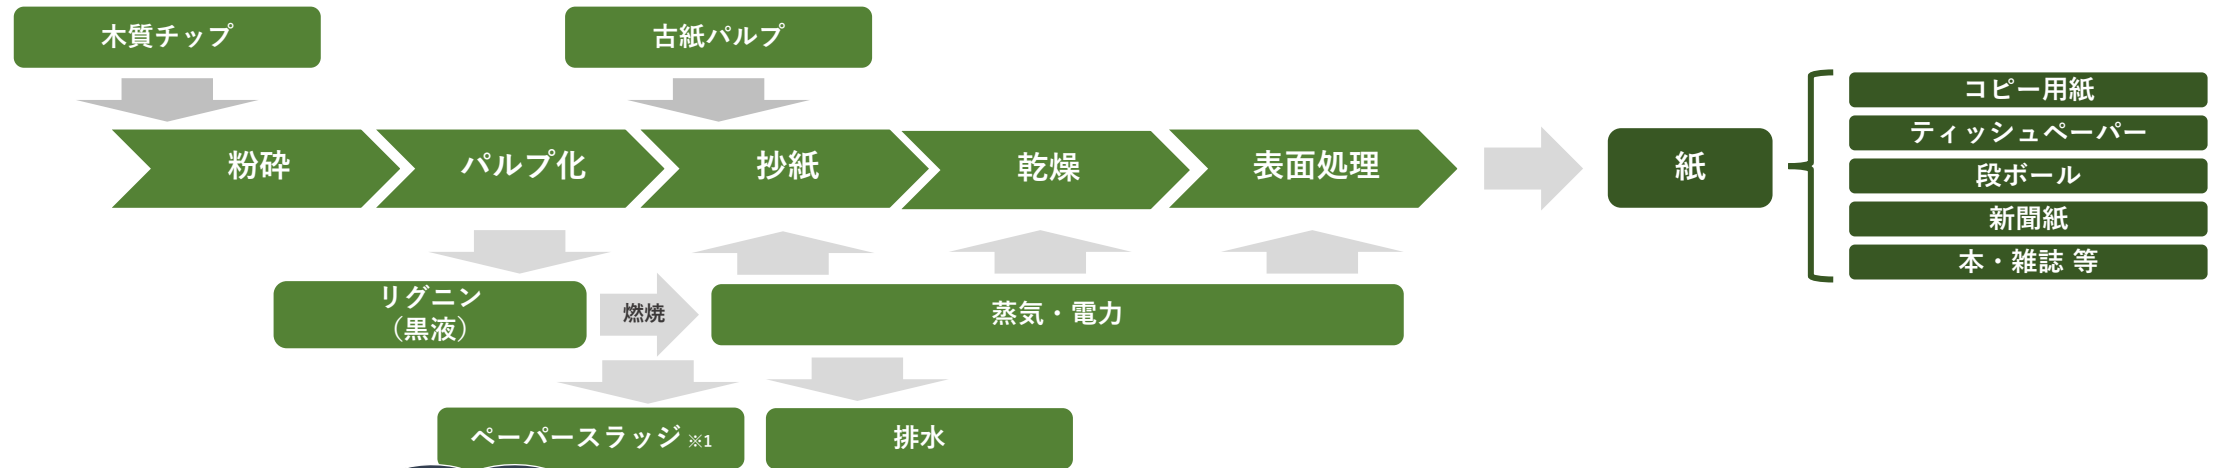 木質チップ
古紙パルプ
粉砕
パルプ化
抄紙
乾燥
表面処理
紙
コピー用紙
ティッシュペーパー
段ボール
新聞紙
本・雑誌 等
リグニン
（黒液）
燃焼
蒸気・電力
ペーパースラッジ ※1
排水